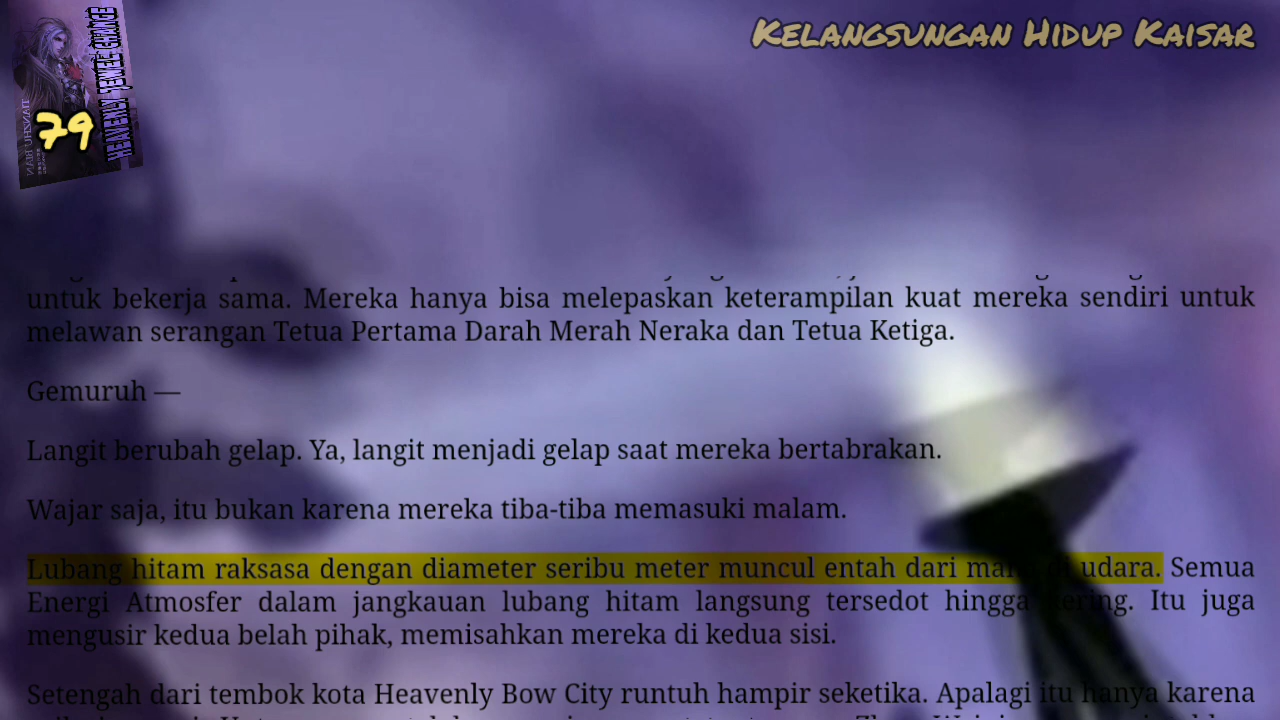 Kelangsungan Hidup Kaisar
HEAVENLY JEWEL CHANGE
79
untuk bekerja sama. Mereka hanya bisa melepaskan keterampilan kuat mereka sendiri untuk
melawan serangan Tetua Pertama Darah Merah Neraka dan Tetua Ketiga.
Gemuruh —
Langit berubah gelap. Ya, langit menjadi gelap saat mereka bertabrakan.
Wajar saja, itu bukan karena mereka tiba-tiba memasuki malam.
Lubang hitam raksasa dengan diameter seribu meter muncul entah dari mana di udara. Semua
Energi Atmosfer dalam jangkauan lubang hitam langsung tersedot hingga kering. Itu juga
mengusir kedua belah pihak, memisahkan mereka di kedua sisi.
Setengah dari tembok kota Heavenly Bow City runtuh hampir seketika. Apalagi itu hanya karena